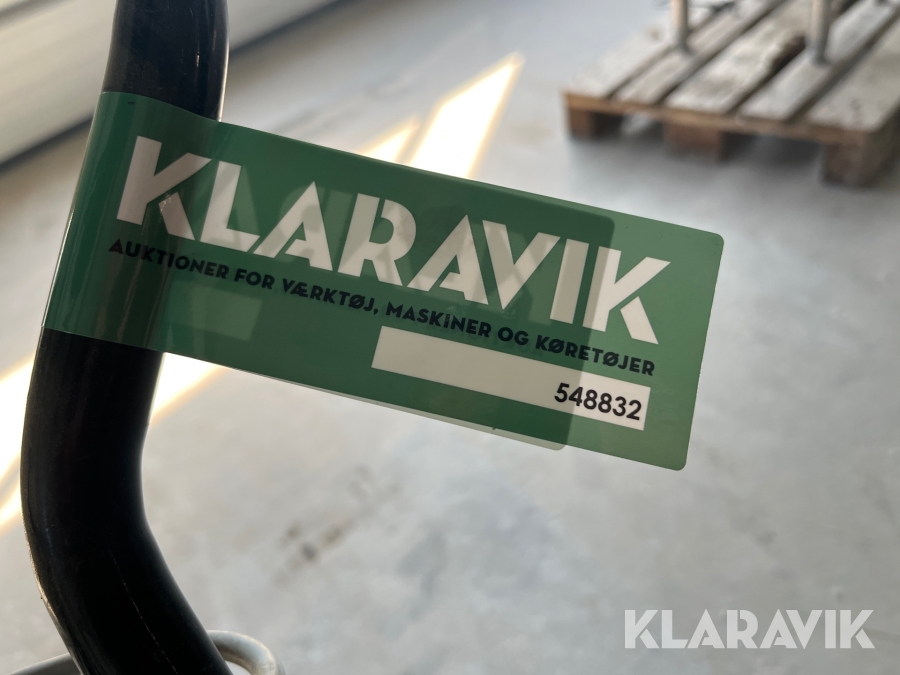 KLARAVIK
AUKTIONER FOR VÆRKTØJ, MASKINER OG KØRETØJER
548832
KLARAVIK